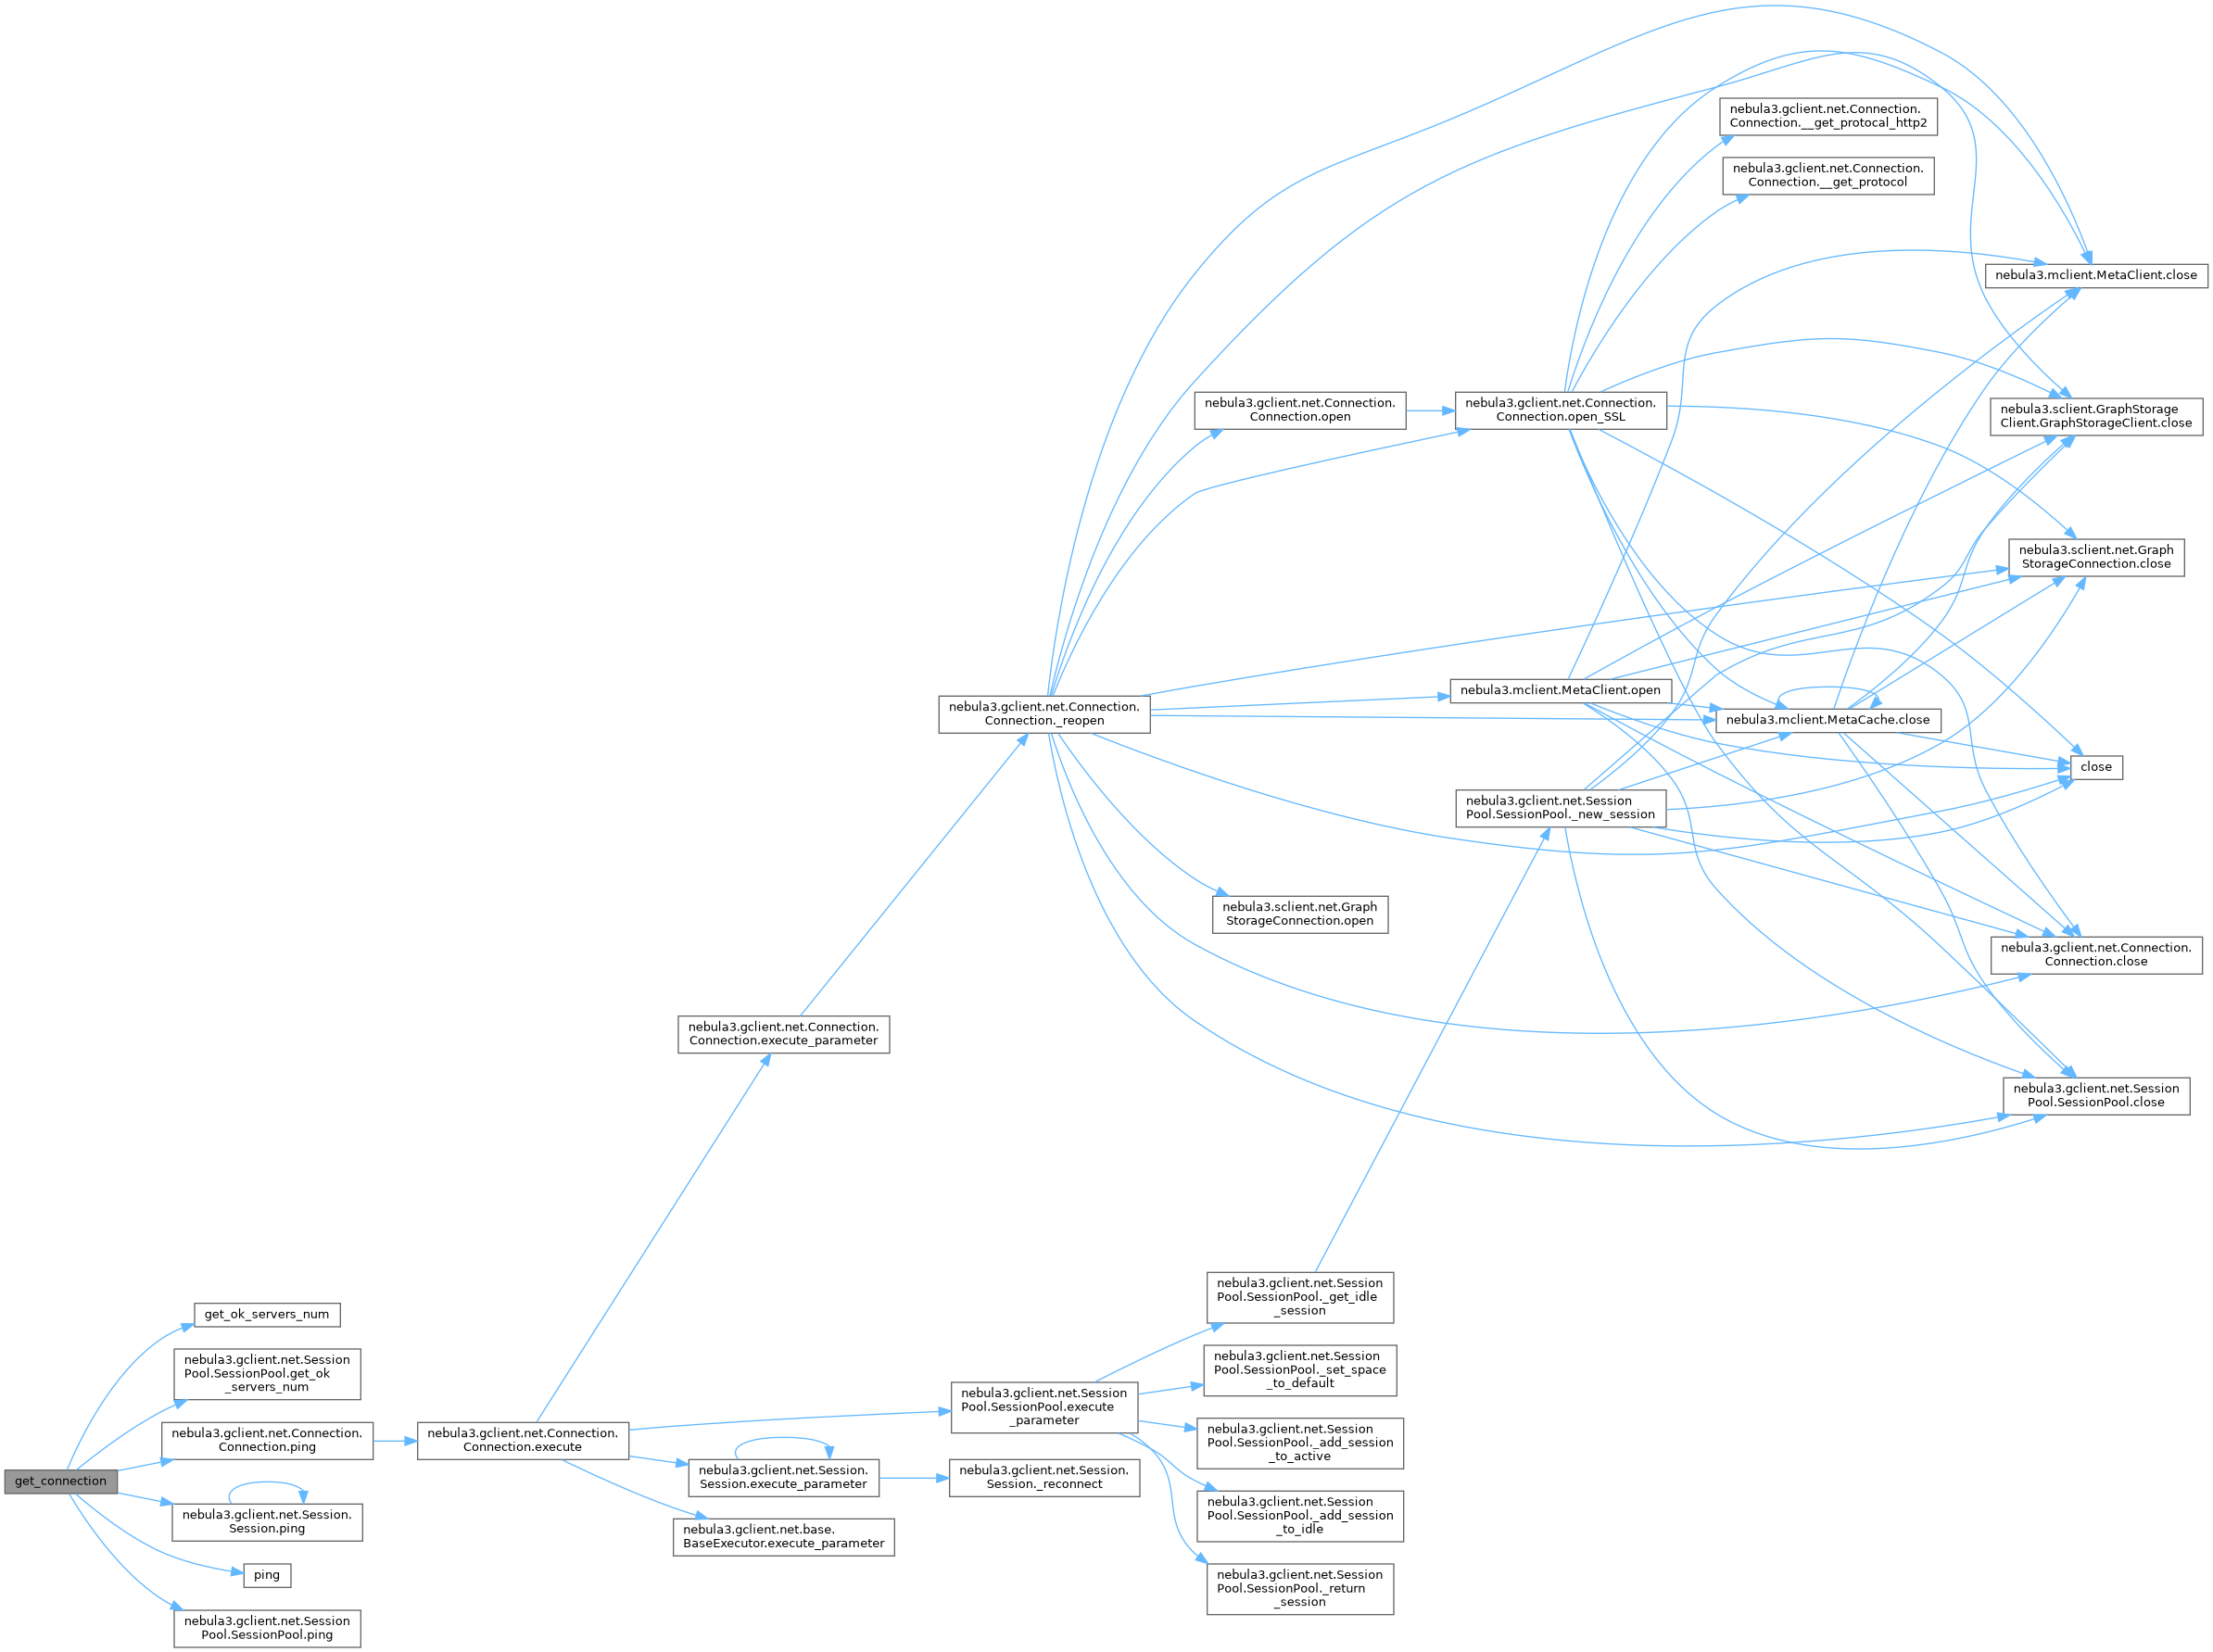 nebula3.gclient.net.Connection.
Connection.__get_protocal_http2
nebula3.gclient.net.Connection.
Connection.__get_protocol
nebula3.mclient.MetaClient.close
nebula3.gclient.net.Connection.
Connection.open
nebula3.gclient.net.Connection.
Connection.open_SSL
nebula3.sclient.GraphStorage
Client.GraphStorageClient.close
nebula3.sclient.net.Graph
StorageConnection.close
nebula3.gclient.net.Connection.
Connection._reopen
nebula3.mclient.MetaClient.open
nebula3.mclient.MetaCache.close
close
nebula3.gclient.net.Session
Pool.SessionPool._new_session
nebula3.sclient.net.Graph
StorageConnection.open
nebula3.gclient.net.Connection.
Connection.close
nebula3.gclient.net.Connection.
Connection.execute_parameter
nebula3.gclient.net.Session
Pool.SessionPool.close
nebula3.gclient.net.Session
Pool.SessionPool._get_idle
_session
get_ok_servers_num
nebula3.gclient.net.Session
Pool.SessionPool.get_ok
_servers_num
nebula3.gclient.net.Session
Pool.SessionPool._set_space
_to_default
nebula3.gclient.net.Session
Pool.SessionPool.execute
_parameter
nebula3.gclient.net.Connection.
Connection.ping
nebula3.gclient.net.Connection.
Connection.execute
nebula3.gclient.net.Session
Pool.SessionPool._add_session
_to_active
get_connection
nebula3.gclient.net.Session.
Session.execute_parameter
nebula3.gclient.net.Session.
Session._reconnect
nebula3.gclient.net.Session.
Session.ping
nebula3.gclient.net.base.
BaseExecutor.execute_parameter
nebula3.gclient.net.Session
Pool.SessionPool._add_session
_to_idle
ping
nebula3.gclient.net.Session
Pool.SessionPool._return
_session
nebula3.gclient.net.Session
Pool.SessionPool.ping